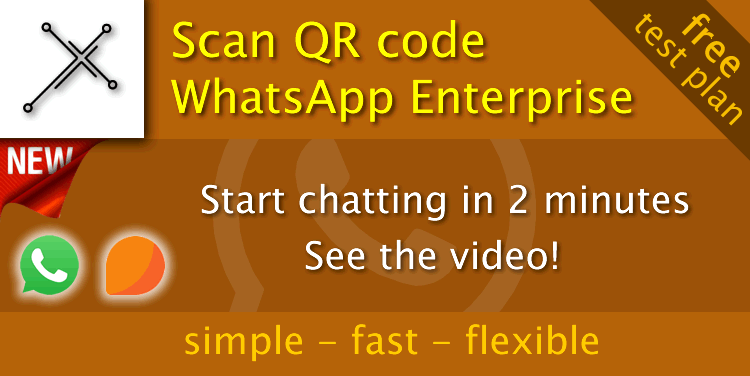 Scan QR code
WhatsApp Enterprise
free
test plan
NEW
Start chatting in 2 minutes
See the video!
simple – fast – flexible